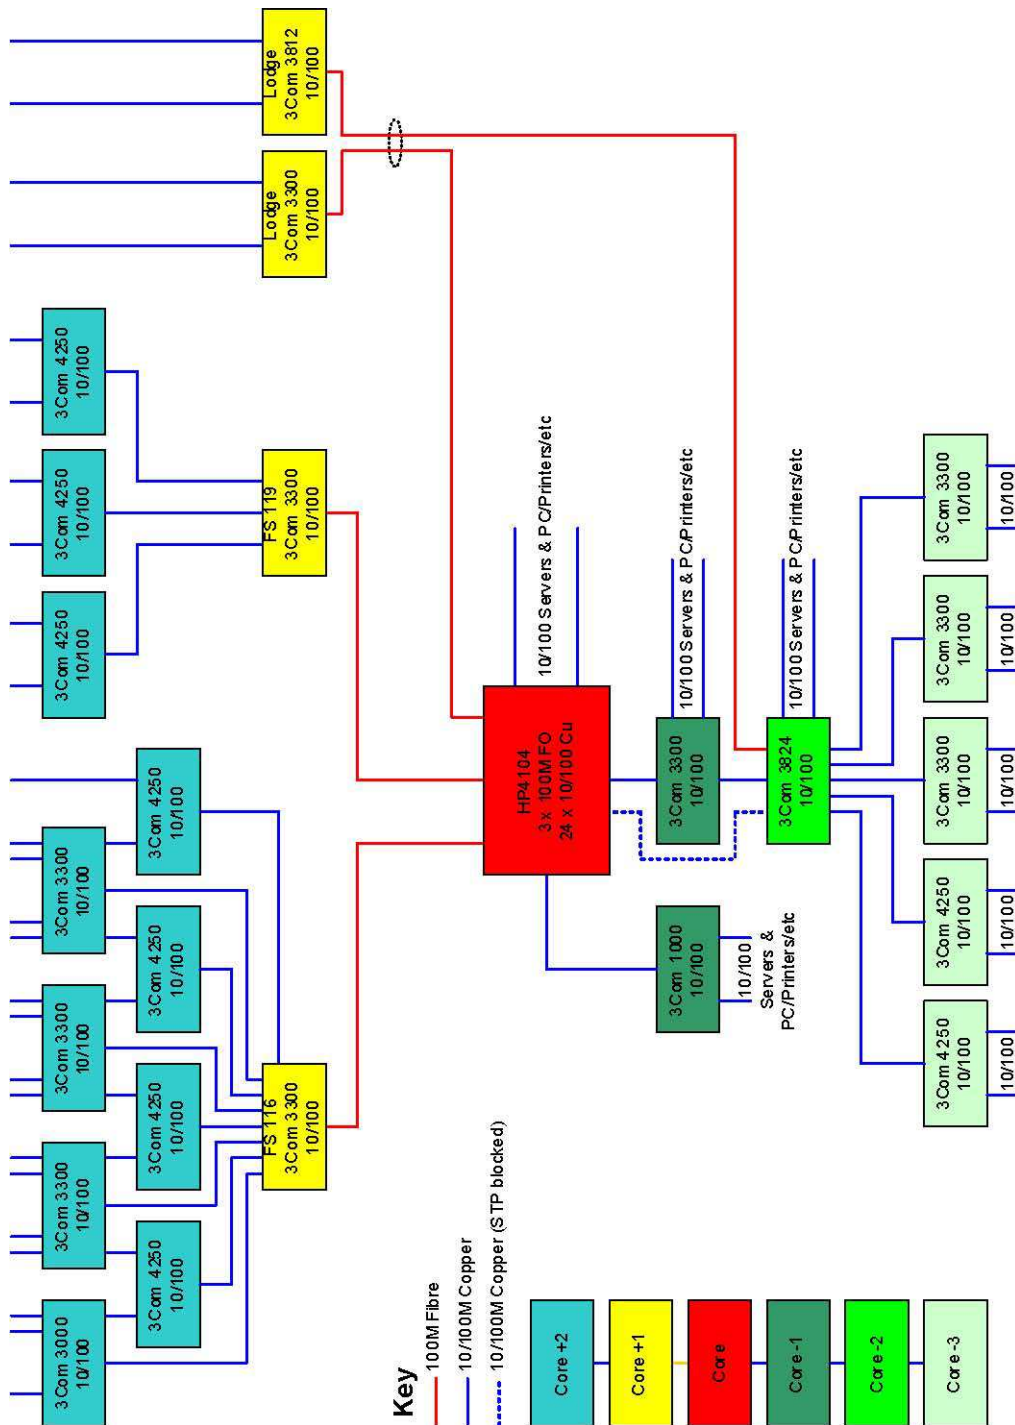 3Com 3000
10/100
3Com 3300
10/100
3Com 3300
10/100
3Com 3300
10/100
3Com 4250
10/100
3Com 4250
10/100
3Com 4250
10/100
3Com 4250
10/100
3Com 4250
10/100
3Com 4250
10/100
3Com 4250
10/100
FS 116
3Com 3300
10/100
FS 119
3Com 3300
10/100
Lodge
3Com 3300
10/100
Lodge
3Com 3812
10/100
HP4104
3 x 100M FO
24 x 10/100 Cu
10/100 Servers & PC/Printers/etc
3Com 1000
10/100
10/100
Servers &
PC/Printers/etc
3Com 3300
10/100
10/100 Servers & PC/Printers/etc
3Com 3824
10/100
10/100 Servers & PC/Printers/etc
3Com 4250
10/100
3Com 4250
10/100
3Com 3300
10/100
3Com 3300
10/100
3Com 3300
10/100
10/100
10/100
10/100
10/100
10/100
Key
100M Fibre
10/100M Copper
10/100M Copper (STP blocked)
Core +2
Core +1
Core
Core -1
Core -2
Core -3